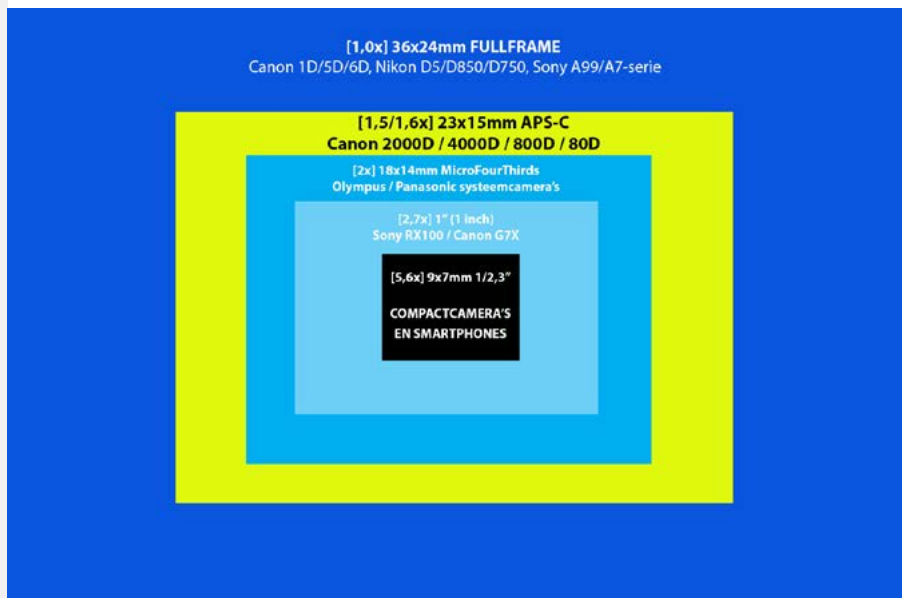 [1,0x] 36x24mm FULLFRAME
Canon 1D/5D/6D, Nikon D5/D850/D750, Sony A99/A7-serie
[1,5/1,6x] 23x15mm APS-C
Canon 2000D / 4000D / 800D / 80D
[2x] 18x14mm MicroFourThirds
Olympus / Panasonic systeemcamera's
[2,7x] 1" (1 inch)
Sony RX100 / Canon G7X
[5,6x] 9x7mm 1/2,3"
COMPACTCAMERA'S
EN SMARTPHONES